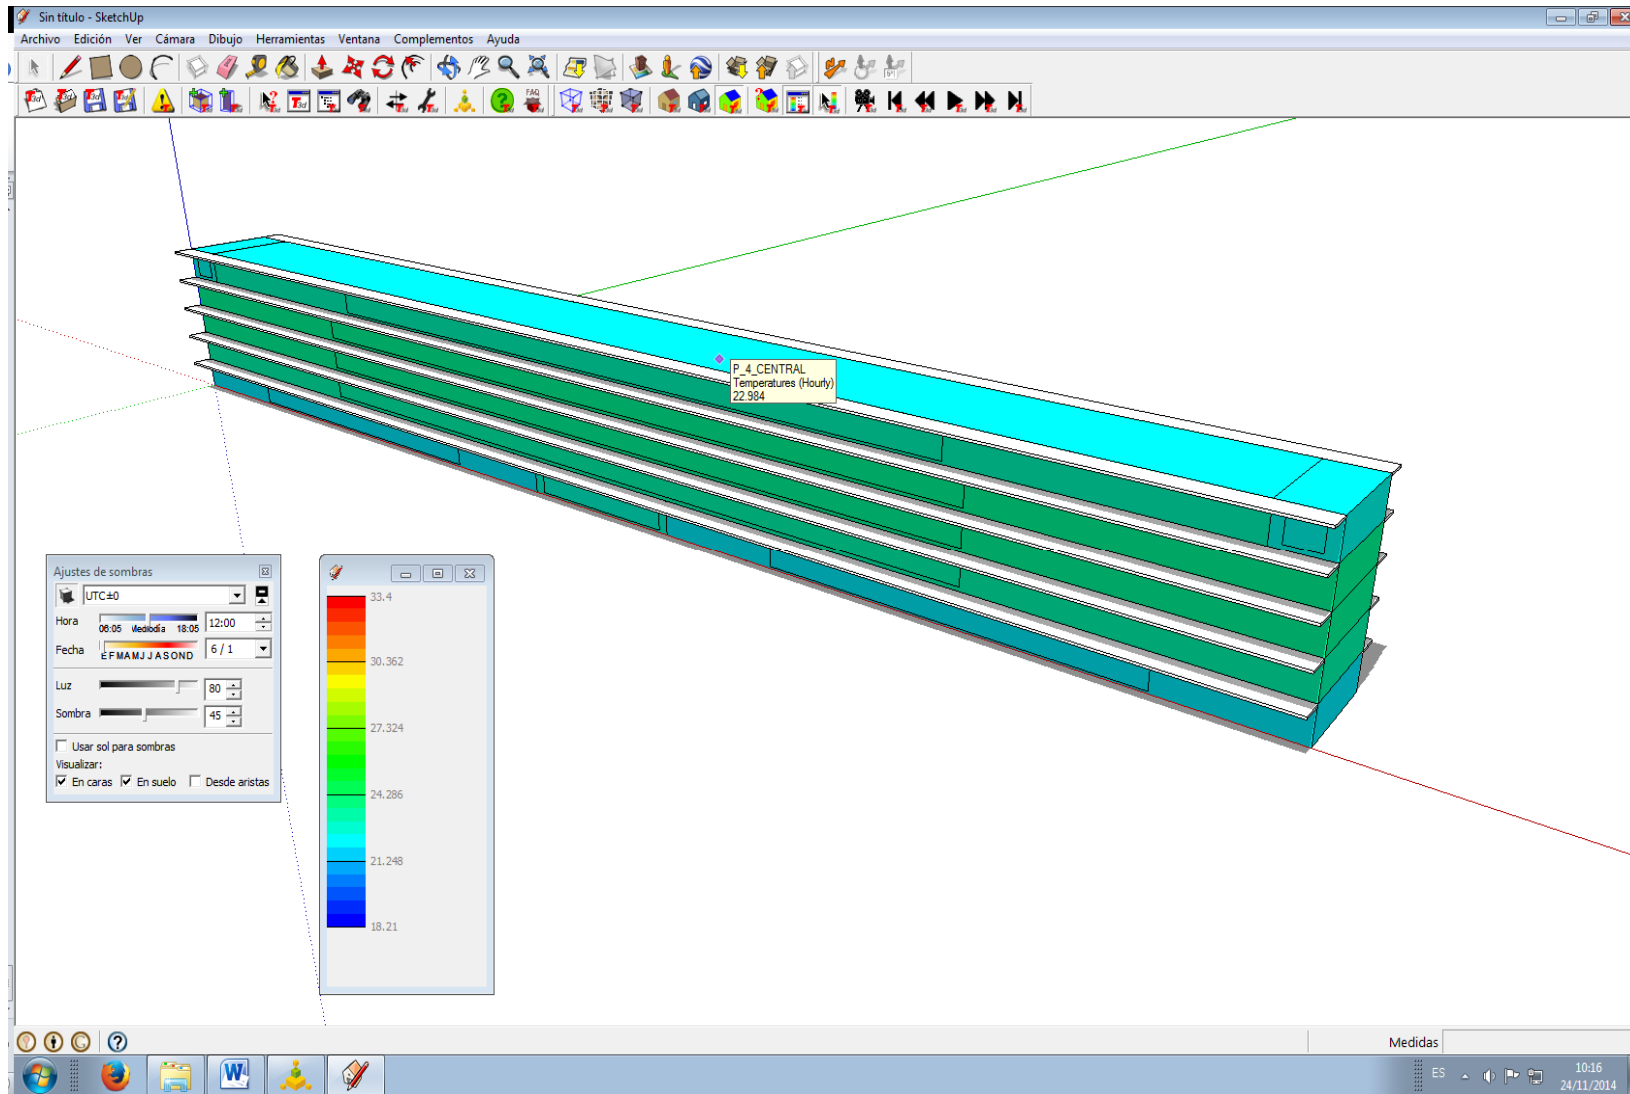 Sin título - SketchUp
Archivo Edición Ver Cámara Dibujo Herramientas Ventana Complementos Ayuda
FAQ
P_4_CENTRAL
Temperatures (Hourly)
22.984
Ajustes de sombras
UTC±0
Hora
06:05 Mediodía 18:05
12:00
Fecha
E F M A M J J A S O N D
6 / 1
Luz
80
Sombra
45
Usar sol para sombras
Visualizar:
En caras En suelo Desde aristas
33.4
30.362
27.324
24.286
21.248
18.21
Medidas
ES
10:16
24/11/2014